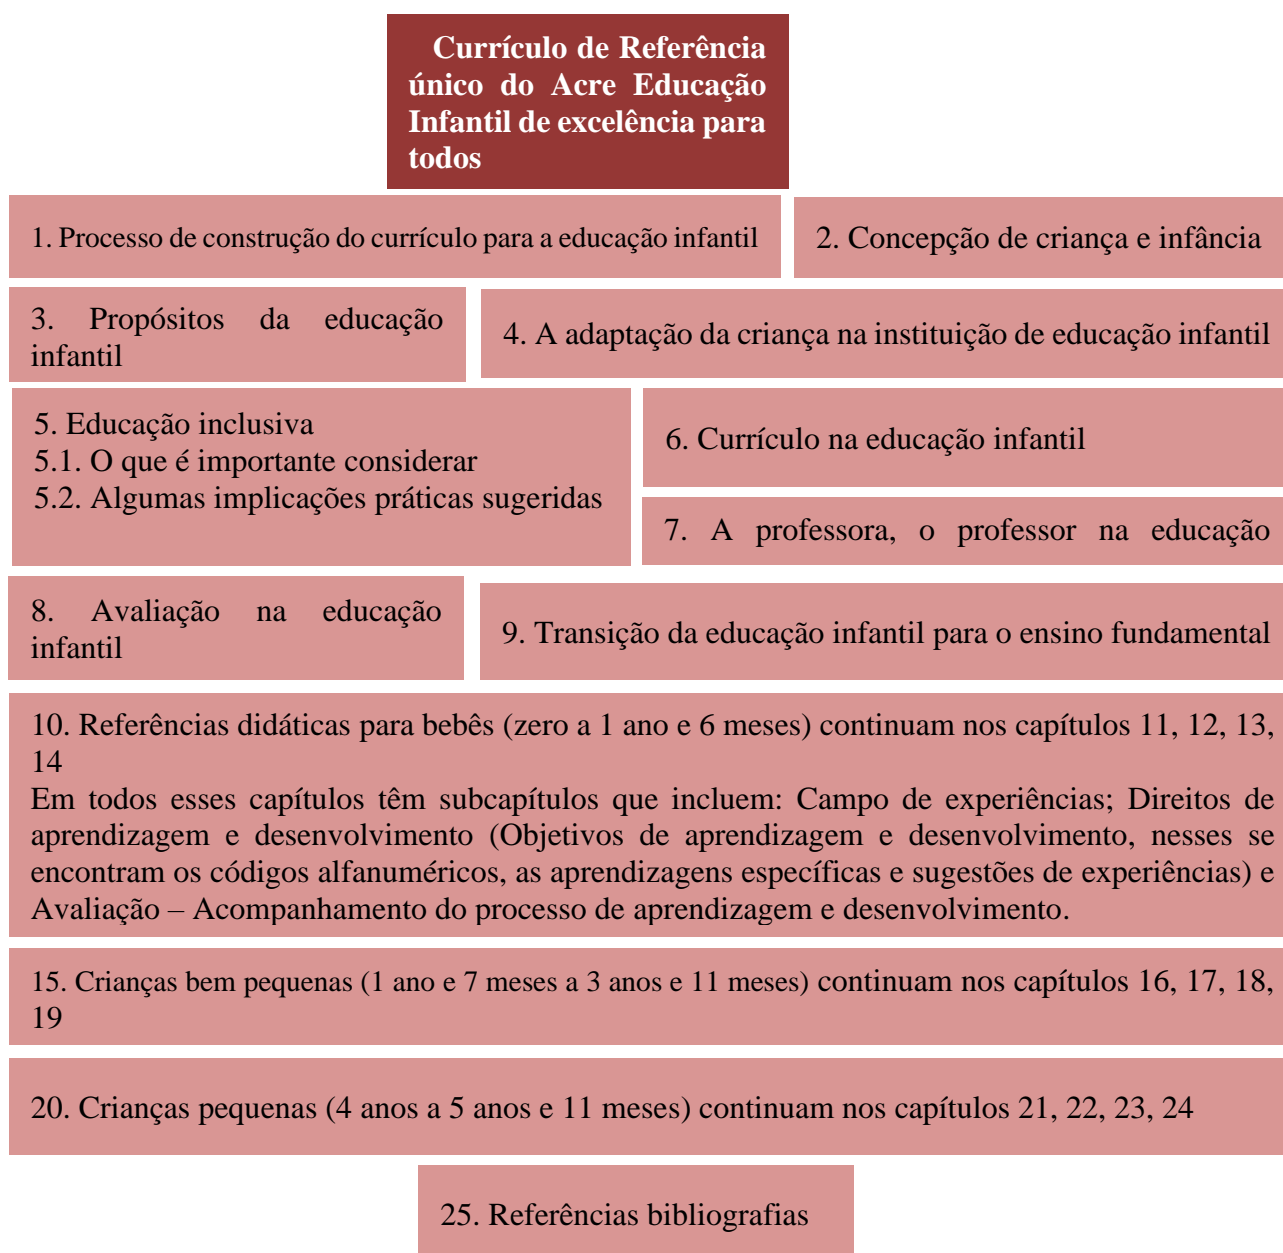 Currículo de Referência
único do Acre Educação
Infantil de excelência para
todos
1. Processo de construção do currículo para a educação infantil
2. Concepção de criança e infância
3. Propósitos da educação
infantil
4. A adaptação da criança na instituição de educação infantil
5. Educação inclusiva
5.1. O que é importante considerar
5.2. Algumas implicações práticas sugeridas
6. Currículo na educação infantil
7. A professora, o professor na educação
8. Avaliação na educação
infantil
9. Transição da educação infantil para o ensino fundamental
10. Referências didáticas para bebês (zero a 1 ano e 6 meses) continuam nos capítulos 11, 12, 13,
14
Em todos esses capítulos têm subcapítulos que incluem: Campo de experiências; Direitos de
aprendizagem e desenvolvimento (Objetivos de aprendizagem e desenvolvimento, nesses se
encontram os códigos alfanuméricos, as aprendizagens específicas e sugestões de experiências) e
Avaliação – Acompanhamento do processo de aprendizagem e desenvolvimento.
15. Crianças bem pequenas (1 ano e 7 meses a 3 anos e 11 meses) continuam nos capítulos 16, 17, 18,
19
20. Crianças pequenas (4 anos a 5 anos e 11 meses) continuam nos capítulos 21, 22, 23, 24
25. Referências bibliografias